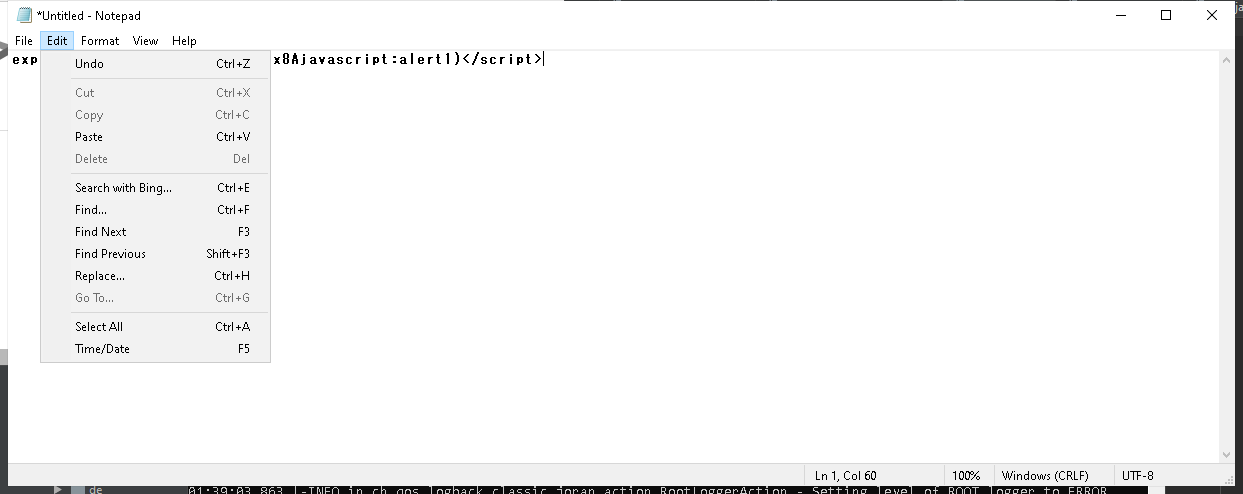 *Untitled - Notepad
File Edit Format View Help
exp x8Ajavascript:alert1)</script>
Undo Ctrl+Z
Cut Ctrl+X
Copy Ctrl+C
Paste Ctrl+V
Delete Del
Search with Bing... Ctrl+E
Find... Ctrl+F
Find Next F3
Find Previous Shift+F3
Replace... Ctrl+H
Go To... Ctrl+G
Select All Ctrl+A
Time/Date F5
Ln 1, Col 60 100% Windows (CRLF) UTF-8
de 01:39:03,863 |-INFO in ch.qos.logback.classic.joran.action.RootLoggerAction - Setting level of ROOT logger to ERROR